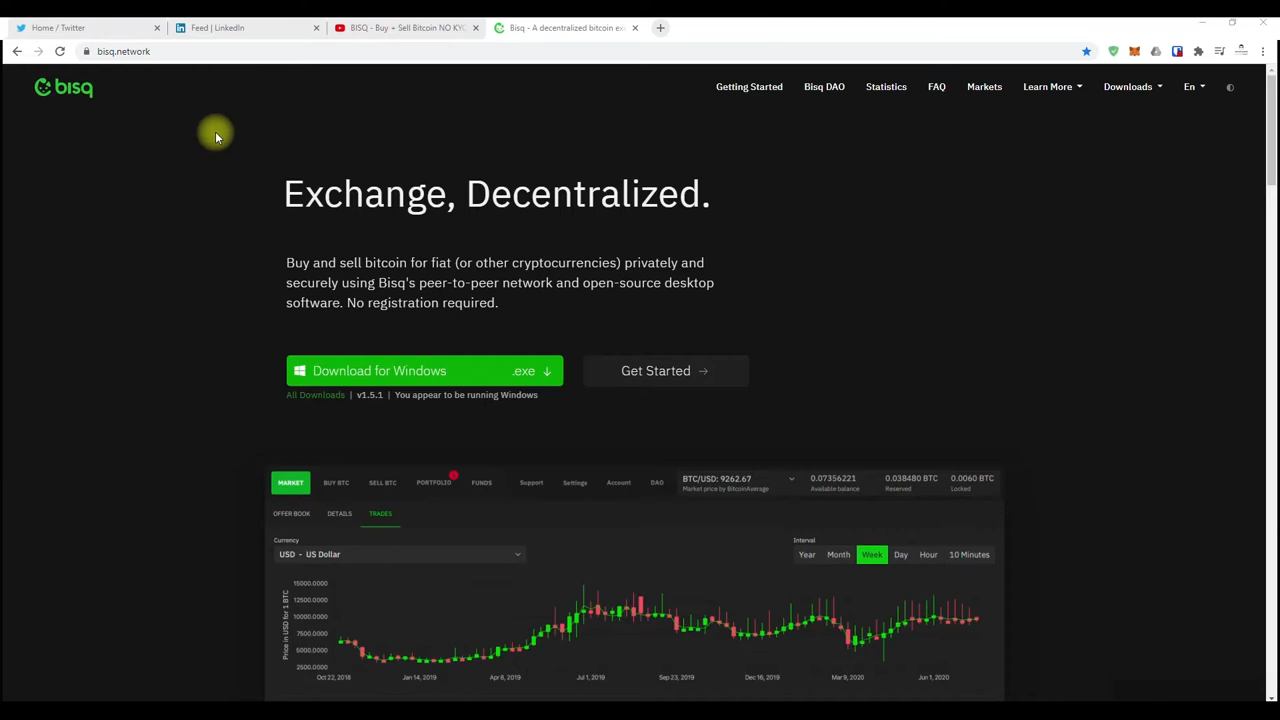 Home / Twitter
Feed | LinkedIn
BISQ - Buy + Sell Bitcoin NO KYC
Bisq - A decentralized bitcoin ex
bisq.network
bisq
Getting Started
Bisq DAO
Statistics
FAQ
Markets
Learn More
Downloads
En
Exchange, Decentralized.
Buy and sell bitcoin for fiat (or other cryptocurrencies) privately and
securely using Bisq's peer-to-peer network and open-source desktop
software. No registration required.
Download for Windows .exe
Get Started
All Downloads | v1.5.1 | You appear to be running Windows
MARKET BUY BTC SELL BTC PORTFOLIO FUNDS Support Settings Account DAO
BTC/USD: 9262.67 0.07356221 0.038480 BTC 0.0060 BTC
Market price by BitcoinAverage Available balance Reserved Locked
OFFER BOOK DETAILS TRADES
Currency
Interval
USD - US Dollar
Year Month Week Day Hour 10 Minutes
Price in USD for 1 BTC
15000.0000
12500.0000
10000.0000
7500.0000
5000.0000
2500.0000
Oct 22, 2018 Jan 14, 2019 Apr 8, 2019 Jul 1, 2019 Sep 23, 2019 Dec 16, 2019 Mar 9, 2020 Jun 1, 2020